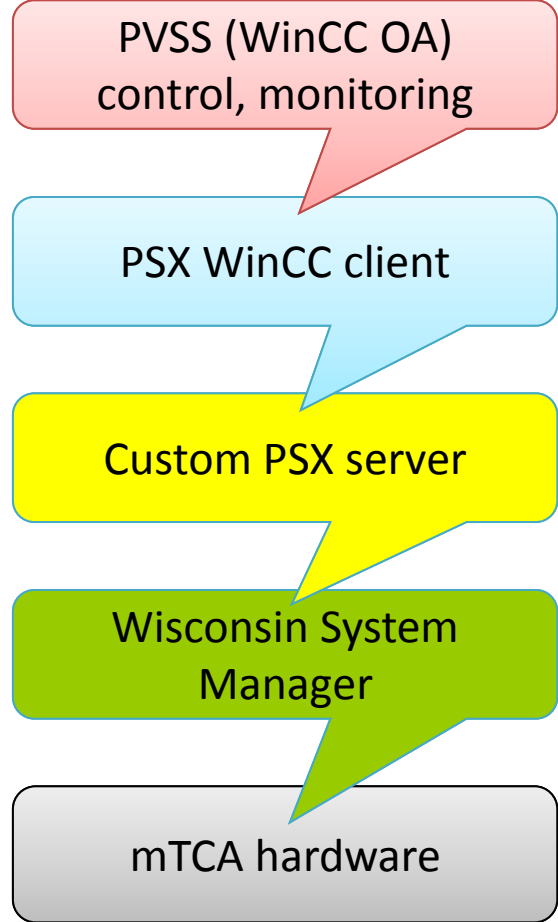 PVSS (WinCC OA)
control, monitoring
PSX WinCC client
Custom PSX server
Wisconsin System
Manager
mTCA hardware